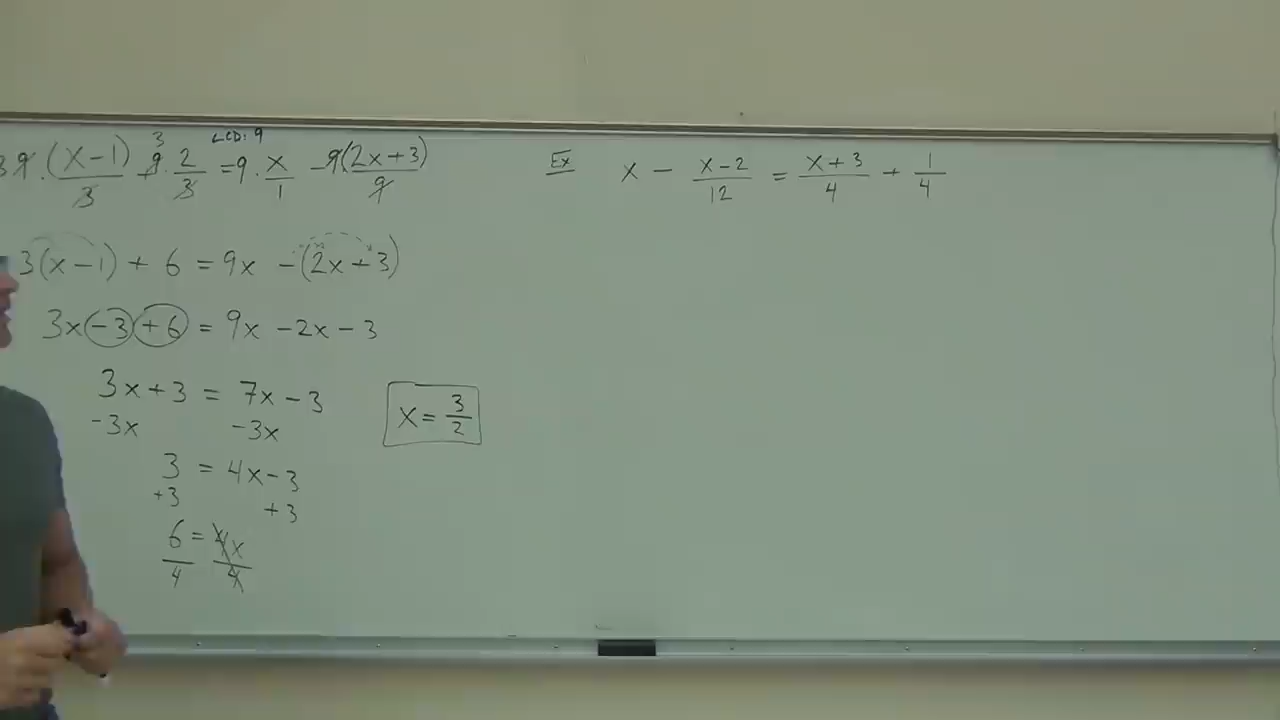 LCD: 9
3 9·(x-1)/3 + 3 9·2/3 = 9·x/1 - 9(2x+3)/9
3(x-1) + 6 = 9x -(2x+3)
3x -3 +6 = 9x -2x -3
3x+3 = 7x-3
-3x -3x
3 = 4x-3
+3 +3
6/4 = 4x/4
x = 3/2
Ex x - (x-2)/12 = (x+3)/4 + 1/4